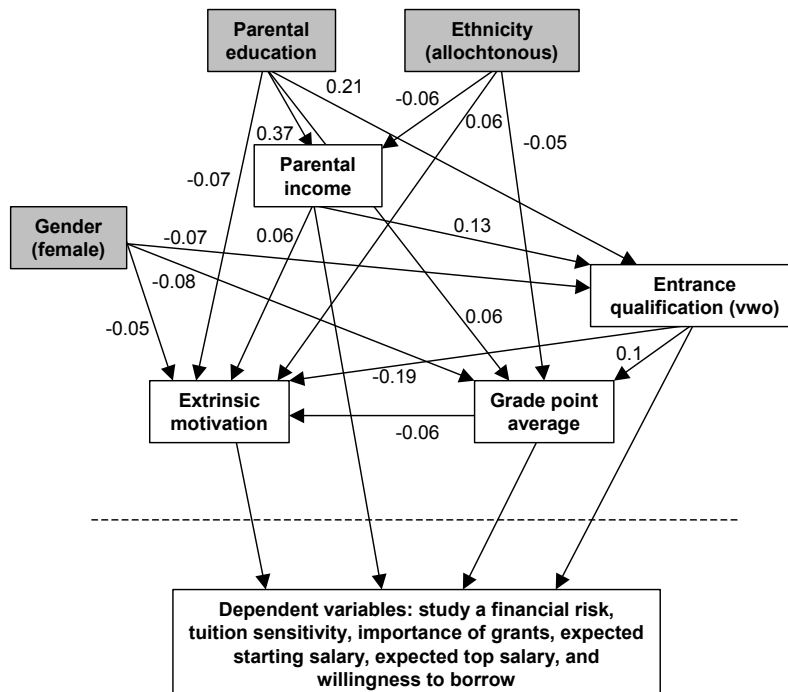 Parental
education
Ethnicity
(allochtonous)
0.21
-0.06
0.37
0.06
-0.05
Parental
income
-0.07
Gender
(female)
-0.07
0.06
0.13
-0.08
Entrance
qualification (vwo)
-0.05
0.06
0.1
-0.19
Extrinsic
motivation
Grade point
average
-0.06
Dependent variables: study a financial risk,
tuition sensitivity, importance of grants, expected
starting salary, expected top salary, and
willingness to borrow